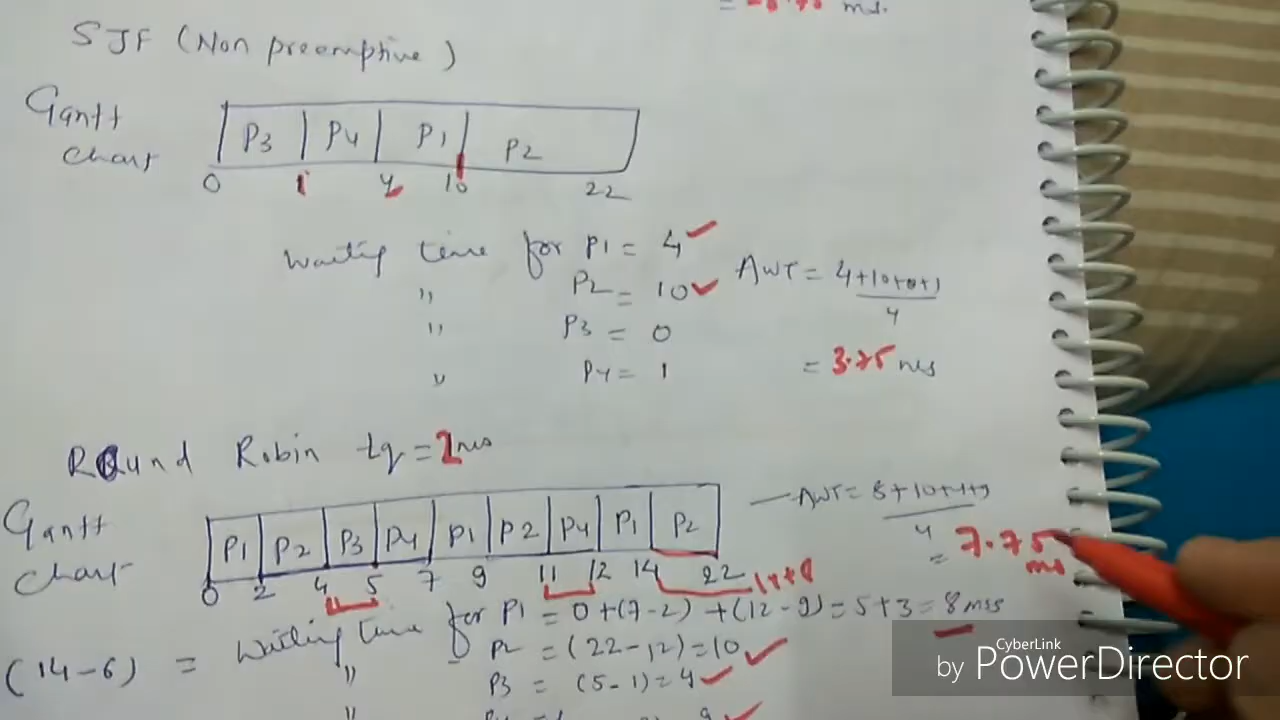 ms.
SJF (Non preemptive)
Gantt chart
P3 P4 P1 P2
0 1 4 10 22
Waiting time for P1 = 4
" P2 = 10
" P3 = 0
" P4 = 1
AWT = 4+10+0+1
4
= 3.75 ms
Round Robin tq = 2ms
Gantt chart
P1 P2 P3 P4 P1 P2 P4 P1 P2
0 2 4 5 7 9 11 12 14 22
AWT = 8+10+4+9
4
= 7.75 ms
Waiting time for P1 = 0+(7-2)+(12-9) = 5+3 = 8 ms
(14-6) =
" P2 = (22-12) = 10
" P3 = (5-1) = 4
" 9
CyberLink
by PowerDirector